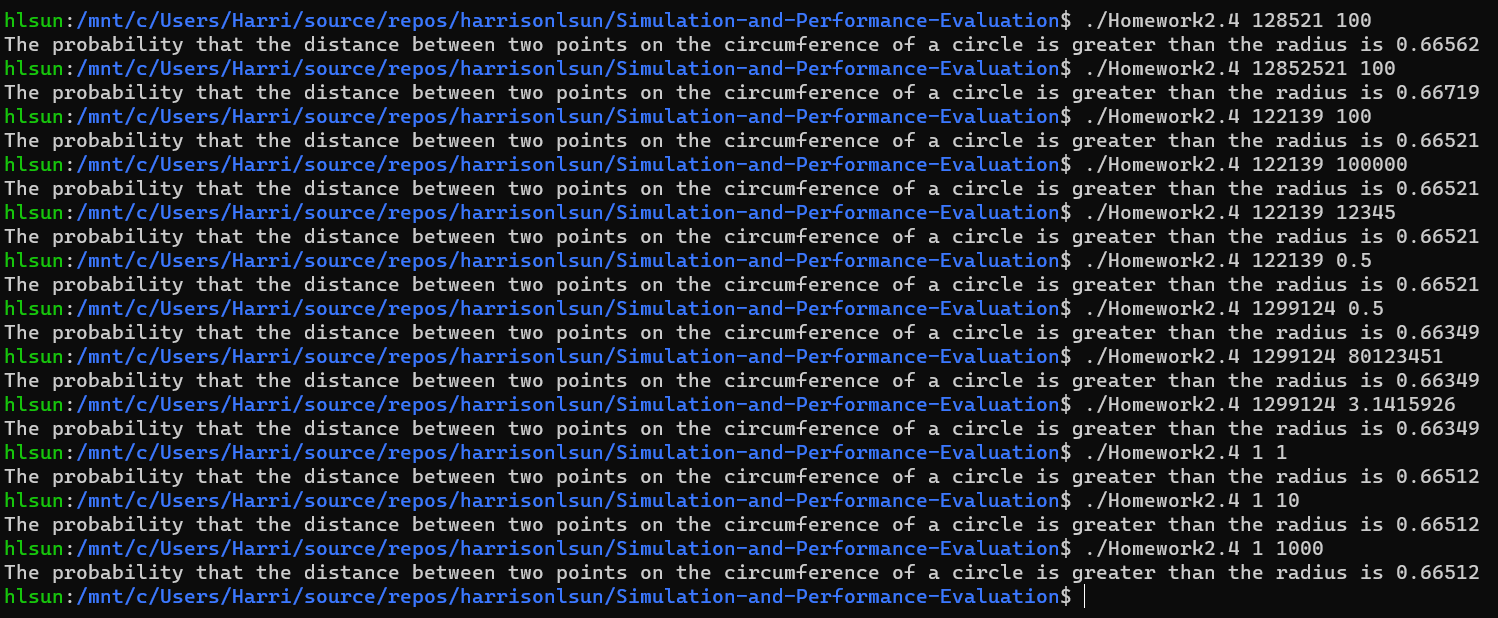 hlsun:/mnt/c/Users/Harri/source/repos/harrisonlsun/Simulation-and-Performance-Evaluation$ ./Homework2.4 128521 100
The probability that the distance between two points on the circumference of a circle is greater than the radius is 0.66562
hlsun:/mnt/c/Users/Harri/source/repos/harrisonlsun/Simulation-and-Performance-Evaluation$ ./Homework2.4 12852521 100
The probability that the distance between two points on the circumference of a circle is greater than the radius is 0.66719
hlsun:/mnt/c/Users/Harri/source/repos/harrisonlsun/Simulation-and-Performance-Evaluation$ ./Homework2.4 122139 100
The probability that the distance between two points on the circumference of a circle is greater than the radius is 0.66521
hlsun:/mnt/c/Users/Harri/source/repos/harrisonlsun/Simulation-and-Performance-Evaluation$ ./Homework2.4 122139 100000
The probability that the distance between two points on the circumference of a circle is greater than the radius is 0.66521
hlsun:/mnt/c/Users/Harri/source/repos/harrisonlsun/Simulation-and-Performance-Evaluation$ ./Homework2.4 122139 12345
The probability that the distance between two points on the circumference of a circle is greater than the radius is 0.66521
hlsun:/mnt/c/Users/Harri/source/repos/harrisonlsun/Simulation-and-Performance-Evaluation$ ./Homework2.4 122139 0.5
The probability that the distance between two points on the circumference of a circle is greater than the radius is 0.66521
hlsun:/mnt/c/Users/Harri/source/repos/harrisonlsun/Simulation-and-Performance-Evaluation$ ./Homework2.4 1299124 0.5
The probability that the distance between two points on the circumference of a circle is greater than the radius is 0.66349
hlsun:/mnt/c/Users/Harri/source/repos/harrisonlsun/Simulation-and-Performance-Evaluation$ ./Homework2.4 1299124 80123451
The probability that the distance between two points on the circumference of a circle is greater than the radius is 0.66349
hlsun:/mnt/c/Users/Harri/source/repos/harrisonlsun/Simulation-and-Performance-Evaluation$ ./Homework2.4 1299124 3.1415926
The probability that the distance between two points on the circumference of a circle is greater than the radius is 0.66349
hlsun:/mnt/c/Users/Harri/source/repos/harrisonlsun/Simulation-and-Performance-Evaluation$ ./Homework2.4 1 1
The probability that the distance between two points on the circumference of a circle is greater than the radius is 0.66512
hlsun:/mnt/c/Users/Harri/source/repos/harrisonlsun/Simulation-and-Performance-Evaluation$ ./Homework2.4 1 10
The probability that the distance between two points on the circumference of a circle is greater than the radius is 0.66512
hlsun:/mnt/c/Users/Harri/source/repos/harrisonlsun/Simulation-and-Performance-Evaluation$ ./Homework2.4 1 1000
The probability that the distance between two points on the circumference of a circle is greater than the radius is 0.66512
hlsun:/mnt/c/Users/Harri/source/repos/harrisonlsun/Simulation-and-Performance-Evaluation$